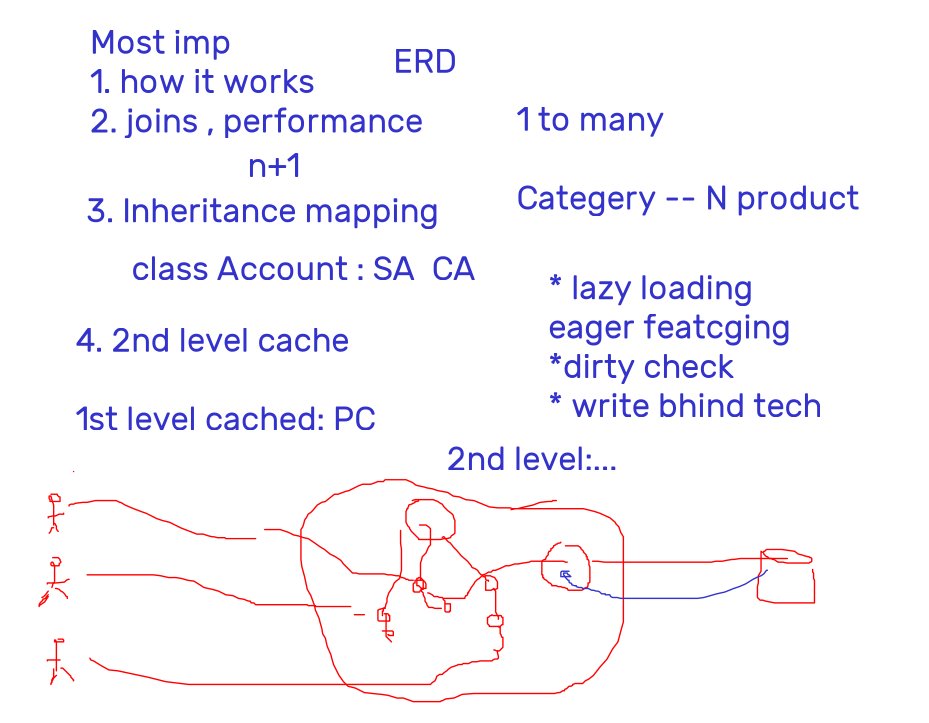 Most imp
ERD
1. how it works
2. joins , performance
1 to many
n+1
3. Inheritance mapping
Categery -- N product
class Account : SA CA
* lazy loading
eager featcging
4. 2nd level cache
*dirty check
* write bhind tech
1st level cached: PC
2nd level:...